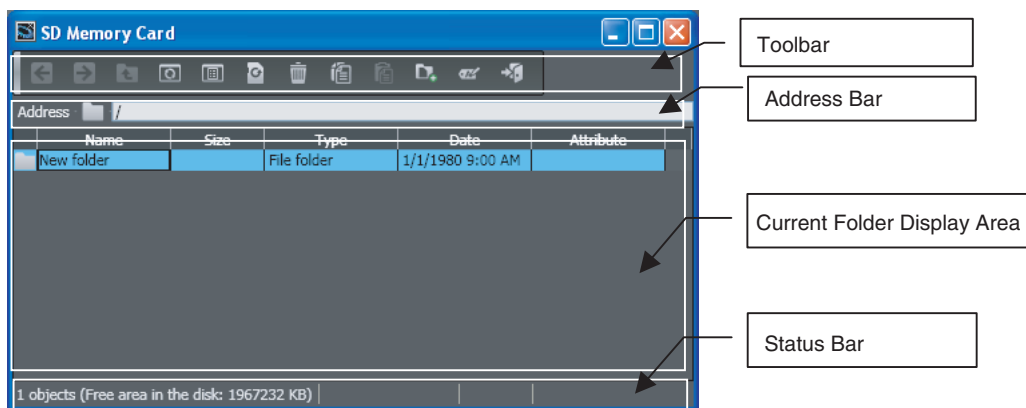 SD Memory Card
Toolbar
Address /
Address Bar
Name Size Type Date Attribute
New folder File folder 1/1/1980 9:00 AM
Current Folder Display Area
Status Bar
1 objects (Free area in the disk: 1967232 KB)